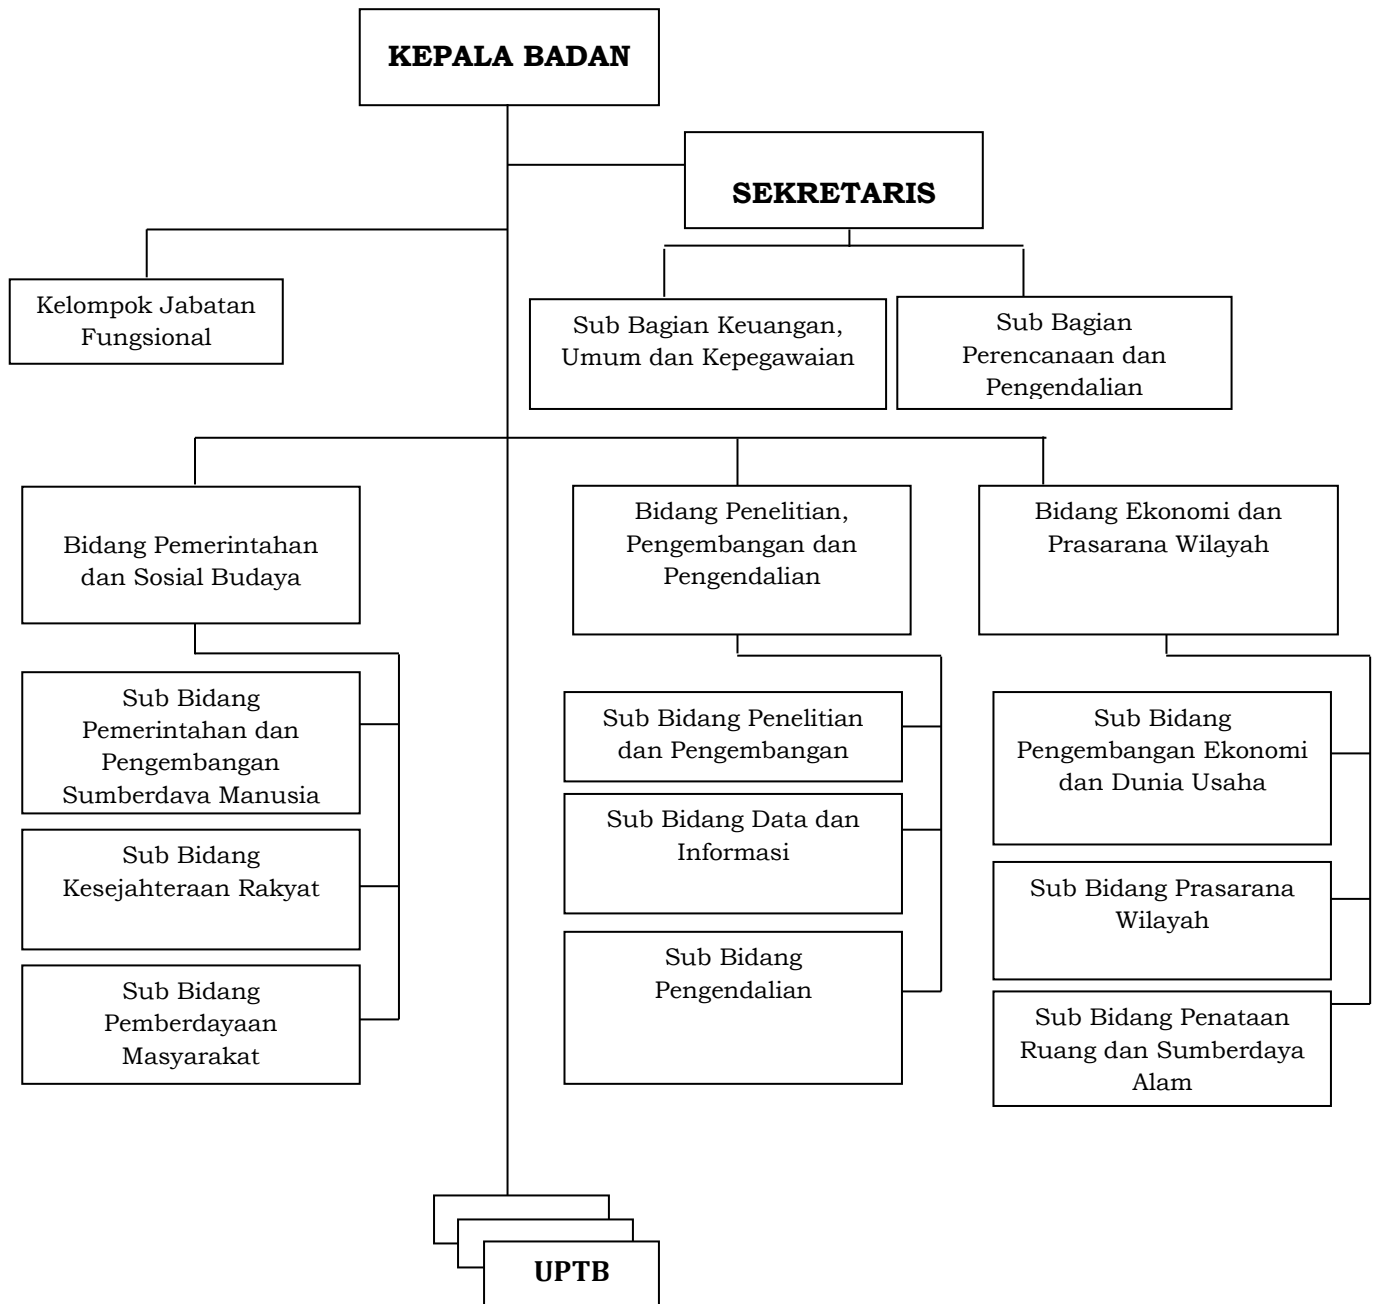 KEPALA BADAN
SEKRETARIS
Kelompok Jabatan
Fungsional
Sub Bagian Keuangan,
Umum dan Kepegawaian
Sub Bagian
Perencanaan dan
Pengendalian
Bidang Pemerintahan
dan Sosial Budaya
Bidang Penelitian,
Pengembangan dan
Pengendalian
Bidang Ekonomi dan
Prasarana Wilayah
Sub Bidang
Pemerintahan dan
Pengembangan
Sumberdaya Manusia
Sub Bidang
Kesejahteraan Rakyat
Sub Bidang
Pemberdayaan
Masyarakat
Sub Bidang Penelitian
dan Pengembangan
Sub Bidang Data dan
Informasi
Sub Bidang
Pengendalian
Sub Bidang
Pengembangan Ekonomi
dan Dunia Usaha
Sub Bidang Prasarana
Wilayah
Sub Bidang Penataan
Ruang dan Sumberdaya
Alam
UPTB